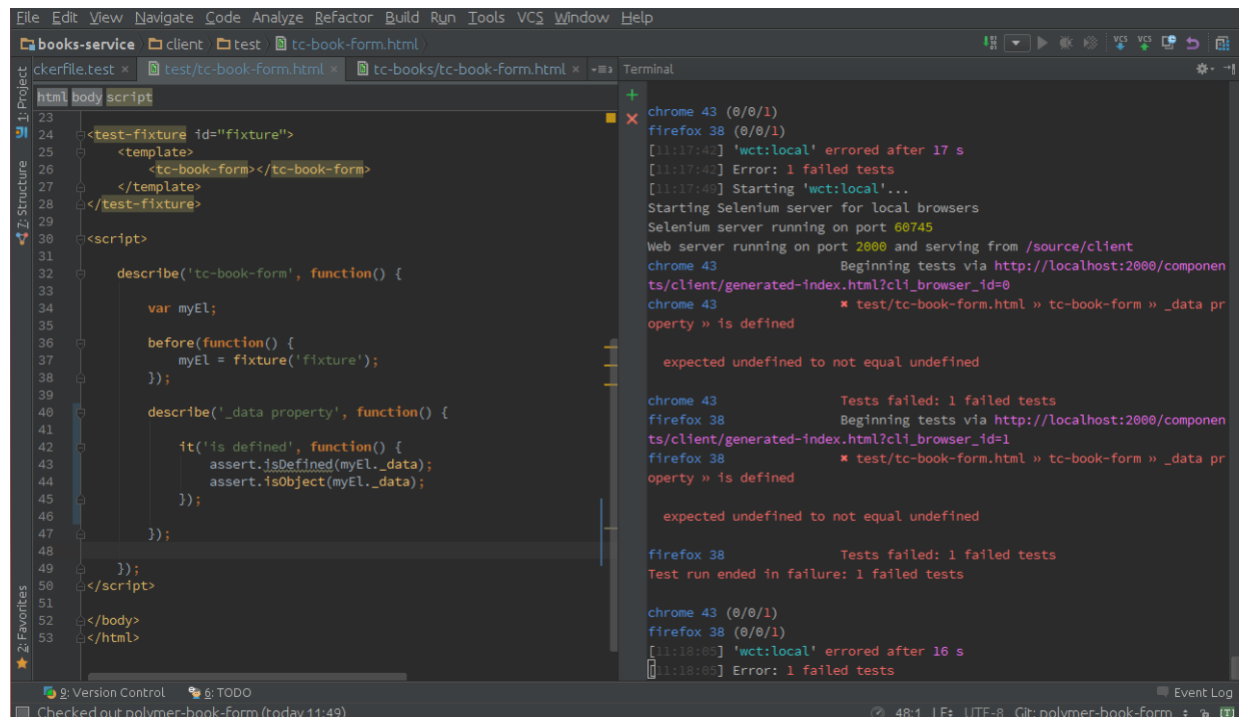 File Edit View Navigate Code Analyze Refactor Build Run Tools VCS Window Help
books-service client test tc-book-form.html
ckerfile.test × test/tc-book-form.html × tc-books/tc-book-form.html ×
html body script
23
24 <test-fixture id="fixture">
25 <template>
26 <tc-book-form></tc-book-form>
27 </template>
28 </test-fixture>
29
30 <script>
31
32 describe('tc-book-form', function() {
33
34 var myEl;
35
36 before(function() {
37 myEl = fixture('fixture');
38 });
39
40 describe('_data property', function() {
41
42 it('is defined', function() {
43 assert.isDefined(myEl._data);
44 assert.isObject(myEl._data);
45 });
46
47 });
48
49 });
50 </script>
51
52 </body>
53 </html>
1: Project
Z: Structure
2: Favorites
Terminal
chrome 43 (0/0/1)
firefox 38 (0/0/1)
[11:17:42] 'wct:local' errored after 17 s
[11:17:42] Error: 1 failed tests
[11:17:49] Starting 'wct:local'...
Starting Selenium server for local browsers
Selenium server running on port 60745
Web server running on port 2000 and serving from /source/client
chrome 43 Beginning tests via http://localhost:2000/componen
ts/client/generated-index.html?cli_browser_id=0
chrome 43 ✖ test/tc-book-form.html » tc-book-form » _data pr
operty » is defined
expected undefined to not equal undefined
chrome 43 Tests failed: 1 failed tests
firefox 38 Beginning tests via http://localhost:2000/componen
ts/client/generated-index.html?cli_browser_id=1
firefox 38 ✖ test/tc-book-form.html » tc-book-form » _data pr
operty » is defined
expected undefined to not equal undefined
firefox 38 Tests failed: 1 failed tests
Test run ended in failure: 1 failed tests
chrome 43 (0/0/1)
firefox 38 (0/0/1)
[11:18:05] 'wct:local' errored after 16 s
[11:18:05] Error: 1 failed tests
9: Version Control 6: TODO Event Log
Checked out polymer-book-form (today 11:49) 48:1 LF UTF-8 Git: polymer-book-form